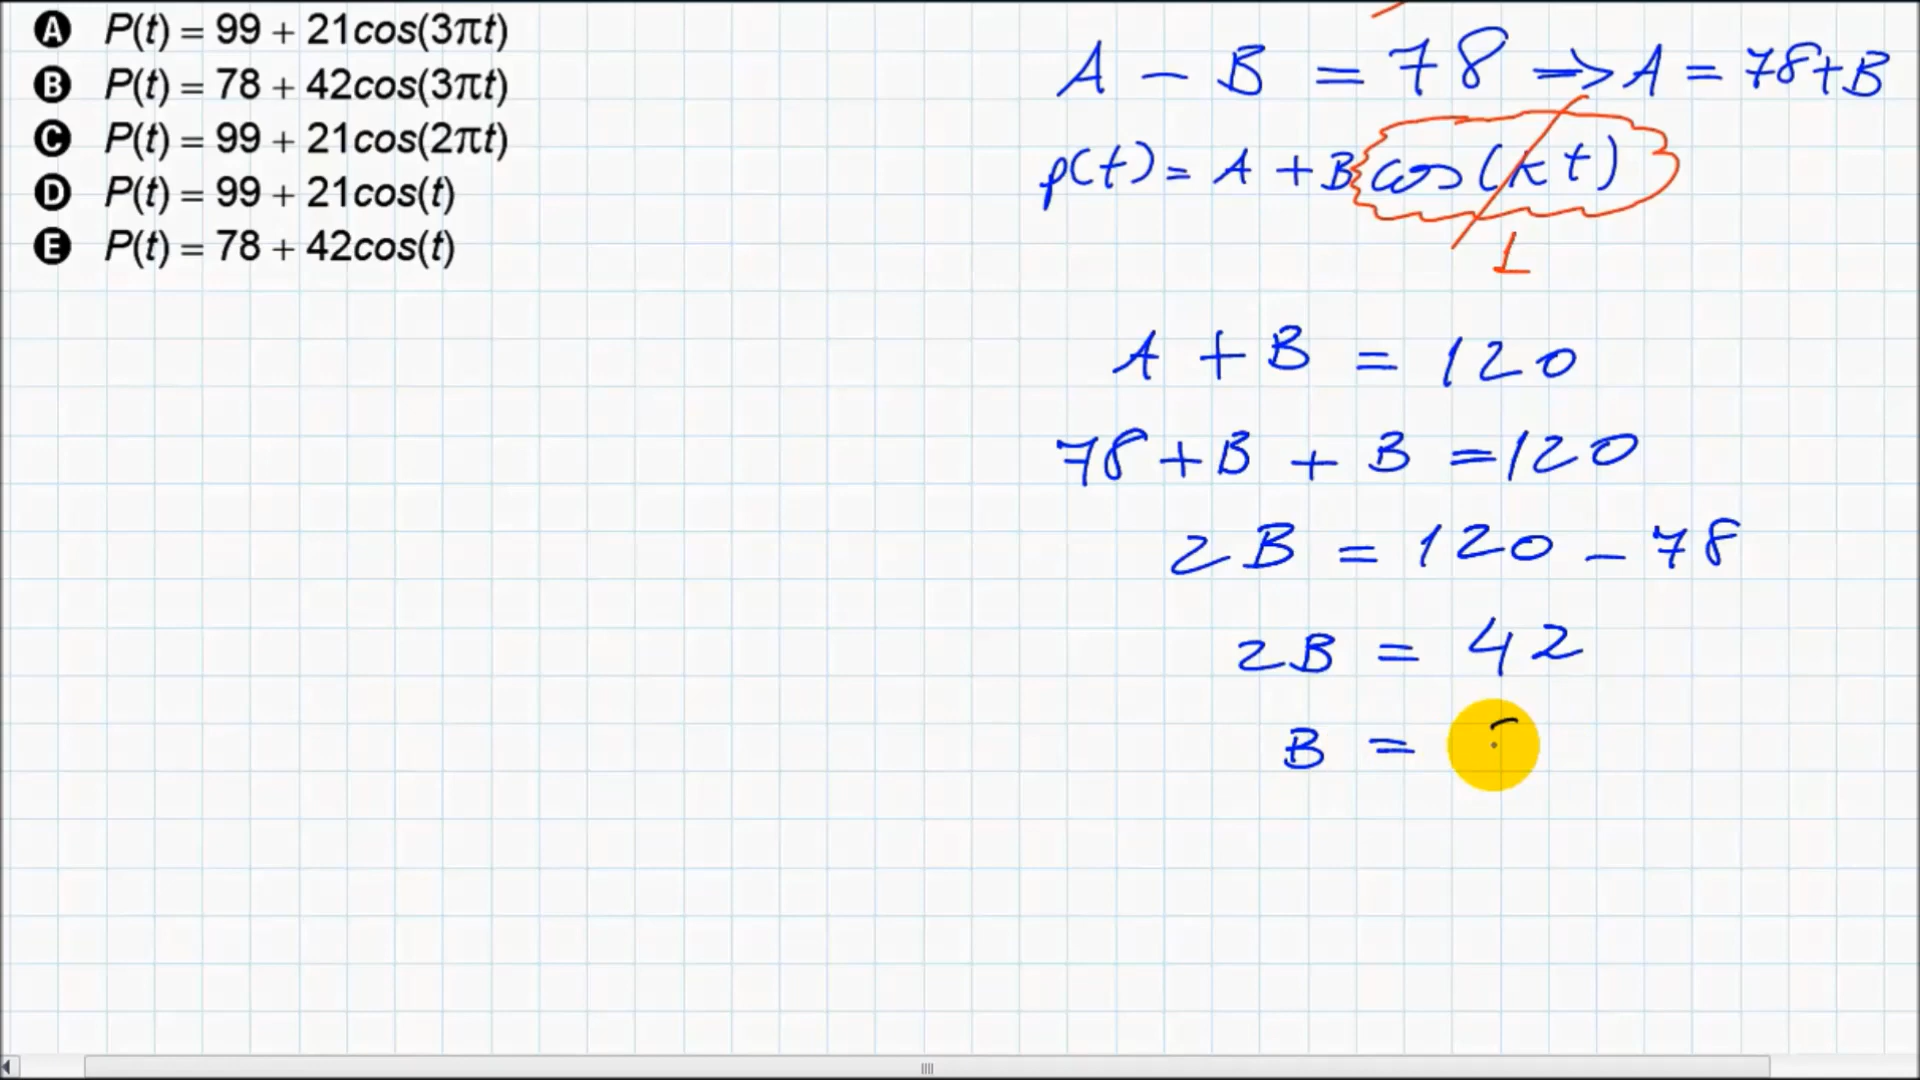 A P(t) = 99 + 21cos(3πt)
B P(t) = 78 + 42cos(3πt)
C P(t) = 99 + 21cos(2πt)
D P(t) = 99 + 21cos(t)
E P(t) = 78 + 42cos(t)
A - B = 78 => A = 78+B
p(t) = A + B cos(kt)
1
A + B = 120
78 + B + B = 120
2B = 120 - 78
2B = 42
B =